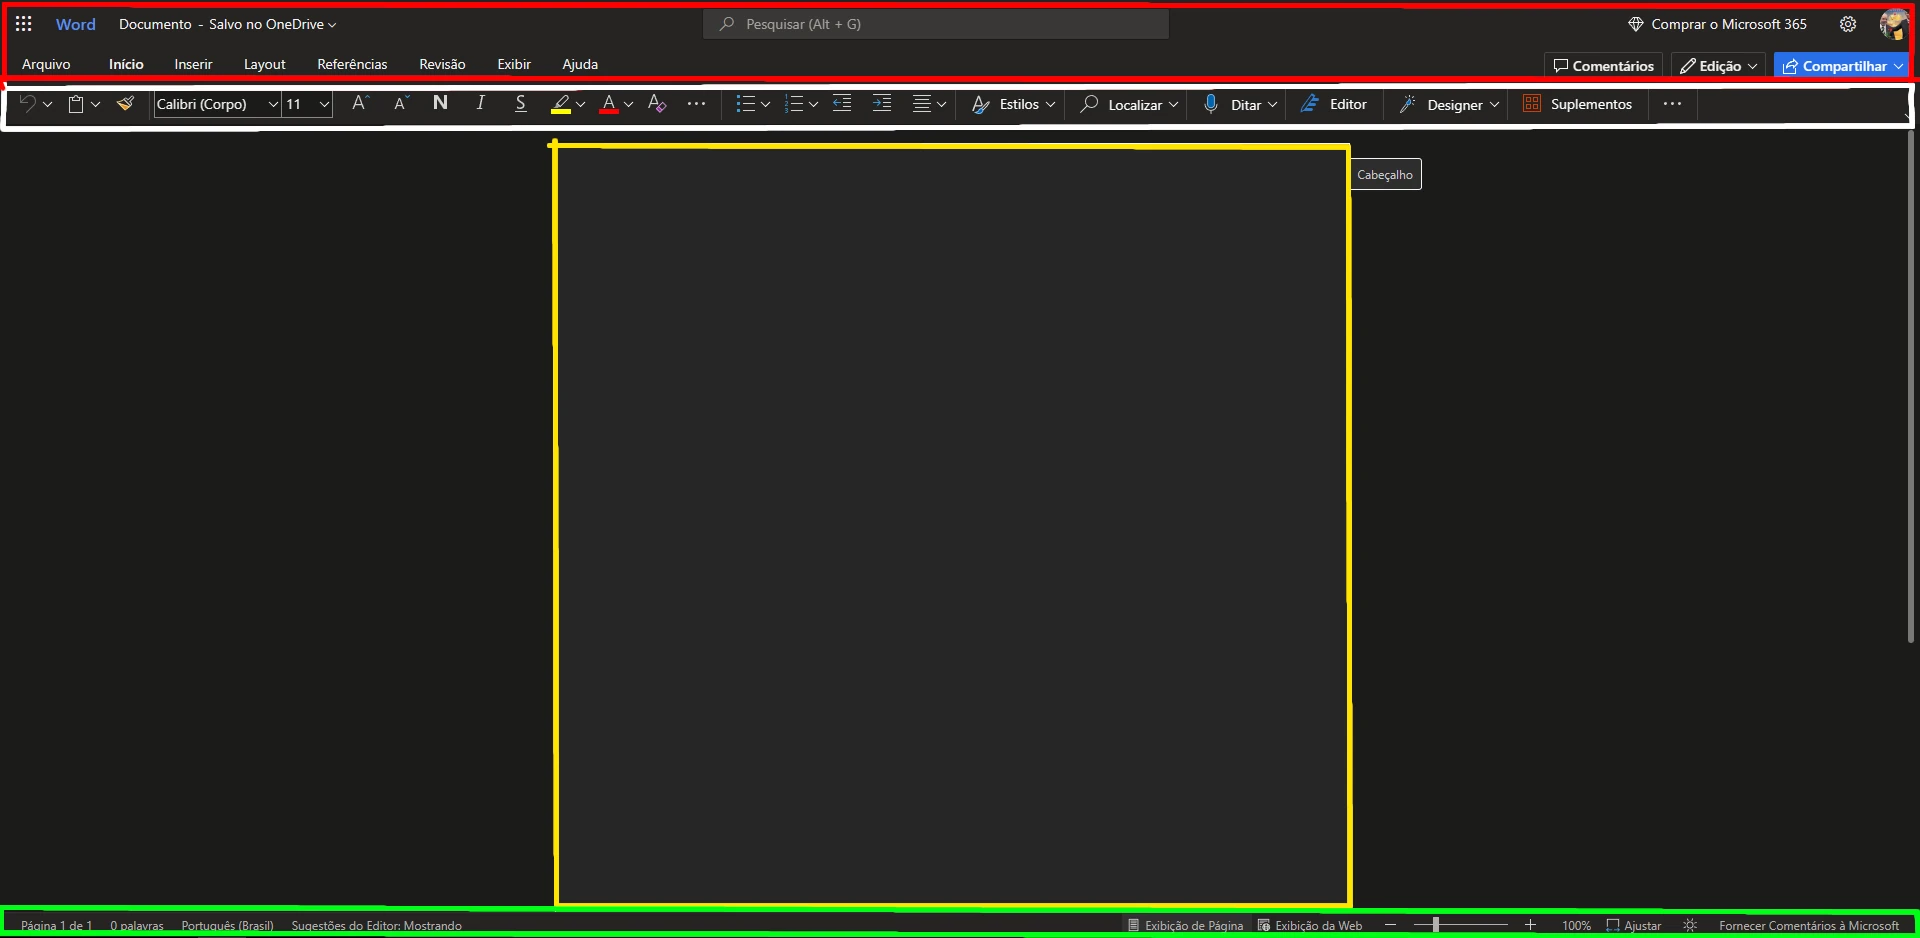 Word Documento - Salvo no OneDrive Pesquisar (Alt + G) Comprar o Microsoft 365
Arquivo Início Inserir Layout Referências Revisão Exibir Ajuda Comentários Edição Compartilhar
Calibri (Corpo) 11 A A N I S A A Estilos Localizar Ditar Editor Designer Suplementos
Cabeçalho
Página 1 de 1 0 palavras Português (Brasil) Sugestões do Editor: Mostrando Exibição de Página Exibição da Web 100% Ajustar Fornecer Comentários à Microsoft